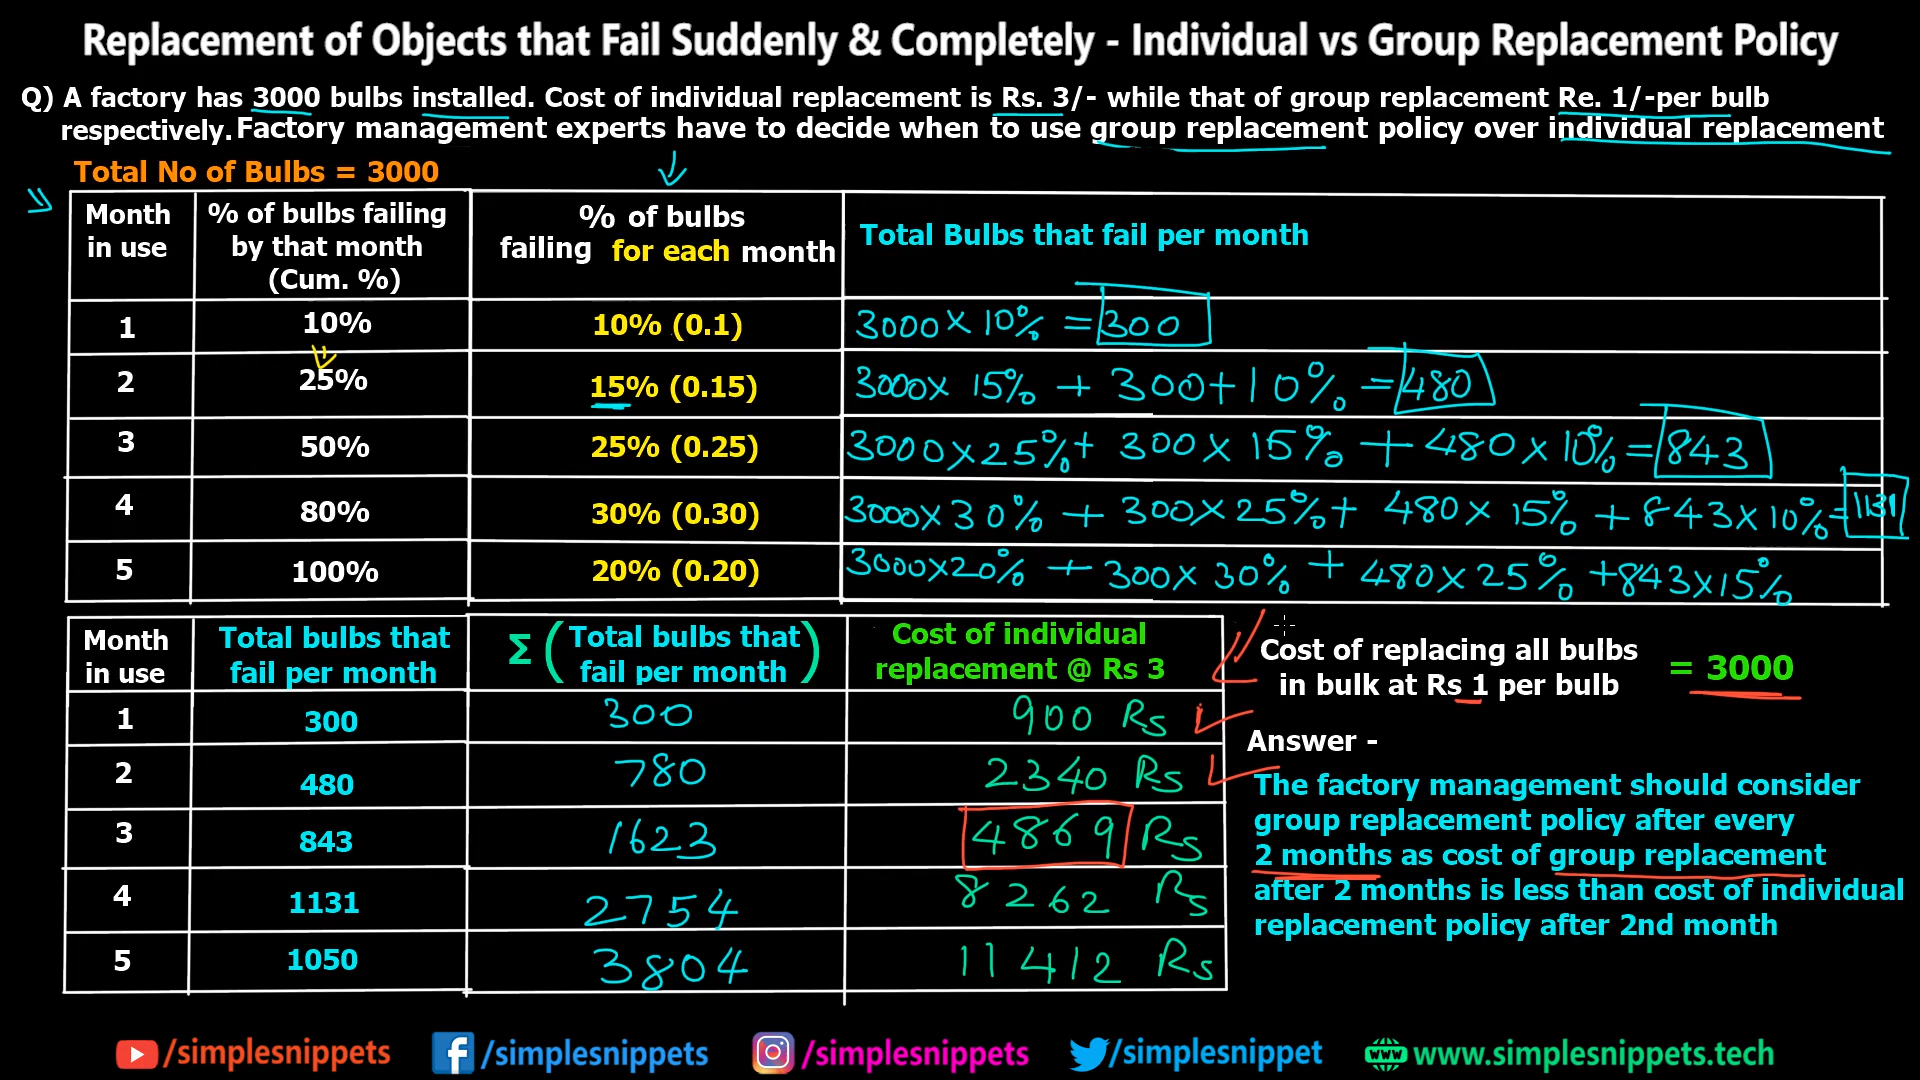 Replacement of Objects that Fail Suddenly & Completely - Individual vs Group Replacement Policy
Q) A factory has 3000 bulbs installed. Cost of individual replacement is Rs. 3/- while that of group replacement Re. 1/-per bulb
respectively. Factory management experts have to decide when to use group replacement policy over individual replacement
Total No of Bulbs = 3000
Month in use | % of bulbs failing by that month (Cum. %) | % of bulbs failing for each month | Total Bulbs that fail per month
1 | 10% | 10% (0.1) | 3000 × 10% = 300
2 | 25% | 15% (0.15) | 3000× 15% + 300+10% = 480
3 | 50% | 25% (0.25) | 3000×25%+ 300× 15% + 480×10%= 843
4 | 80% | 30% (0.30) | 3000×30% + 300×25%+ 480× 15% + 843×10%= 1131
5 | 100% | 20% (0.20) | 3000×20% + 300× 30% + 480×25% +843×15%
Month in use | Total bulbs that fail per month | Σ (Total bulbs that fail per month) | Cost of individual replacement @ Rs 3
1 | 300 | 300 | 900 Rs
2 | 480 | 780 | 2340 Rs
3 | 843 | 1623 | 4869 Rs
4 | 1131 | 2754 | 8262 Rs
5 | 1050 | 3804 | 11412 Rs
Cost of replacing all bulbs
in bulk at Rs 1 per bulb = 3000
Answer -
The factory management should consider
group replacement policy after every
2 months as cost of group replacement
after 2 months is less than cost of individual
replacement policy after 2nd month
/simplesnippets /simplesnippets /simplesnippets /simplesnippet www.simplesnippets.tech